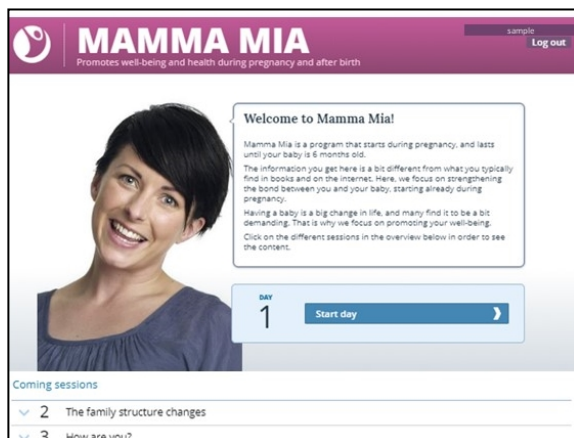 MAMMA MIA
Promotes well-being and health during pregnancy and after birth
sample
Log out
Welcome to Mamma Mia!
Mamma Mia is a program that starts during pregnancy, and lasts
until your baby is 6 months old.
The information you get here is a bit different from what you typically
find in books and on the internet. Here, we focus on strengthening
the bond between you and your baby, starting already during
pregnancy.
Having a baby is a big change in life, and many find it to be a bit
demanding. That is why we focus on promoting your well-being.
Click on the different sessions in the overview below in order to see
the content.
DAY
1
Start day
Coming sessions
2 The family structure changes
3 How are you?